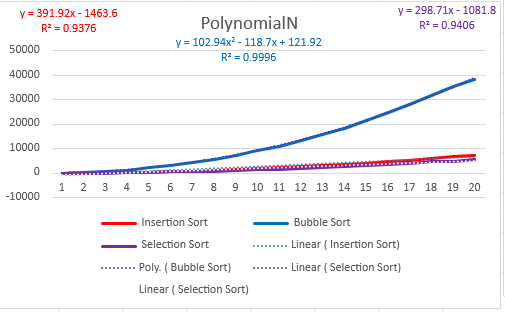 y = 391.92x - 1463.6
R² = 0.9376
PolynomialN
y = 298.71x - 1081.8
R² = 0.9406
y = 102.94x² - 118.7x + 121.92
R² = 0.9996
50000
40000
30000
20000
10000
0
-10000
1 2 3 4 5 6 7 8 9 10 11 12 13 14 15 16 17 18 19 20
Insertion Sort
Bubble Sort
Selection Sort
Linear ( Insertion Sort)
Poly. ( Bubble Sort)
Linear ( Selection Sort)
Linear ( Selection Sort)